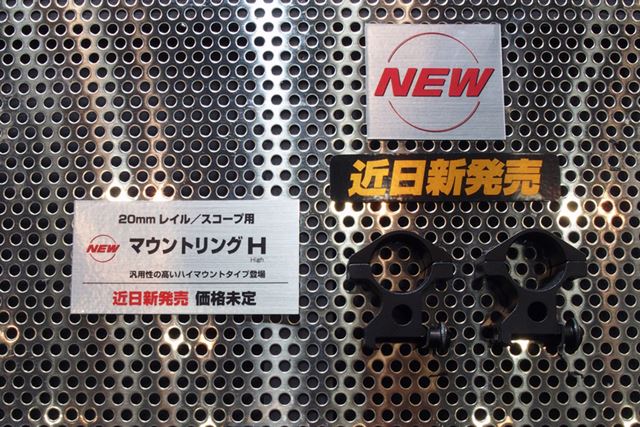 NEW
近日新発売
20mm レイル／スコープ用
NEW マウントリング H
High
汎用性の高いハイマウントタイプ登場
近日新発売 価格未定